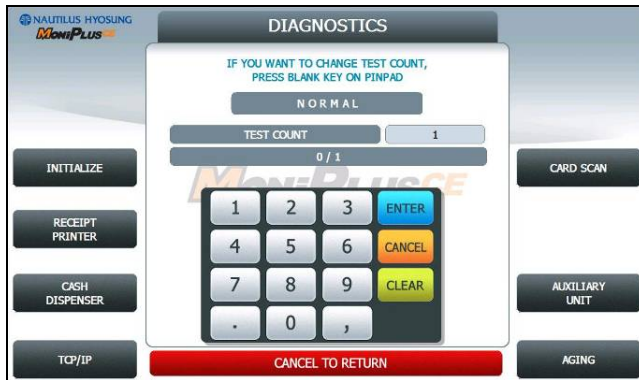 NAUTILUS HYOSUNG
MoniPlusCE
DIAGNOSTICS
IF YOU WANT TO CHANGE TEST COUNT,
PRESS BLANK KEY ON PINPAD
NORMAL
TEST COUNT 1
0 / 1
MoniPlusCE
INITIALIZE
RECEIPT
PRINTER
CASH
DISPENSER
TCP/IP
1 2 3 ENTER
4 5 6 CANCEL
7 8 9 CLEAR
. 0 ,
CANCEL TO RETURN
CARD SCAN
AUXILIARY
UNIT
AGING